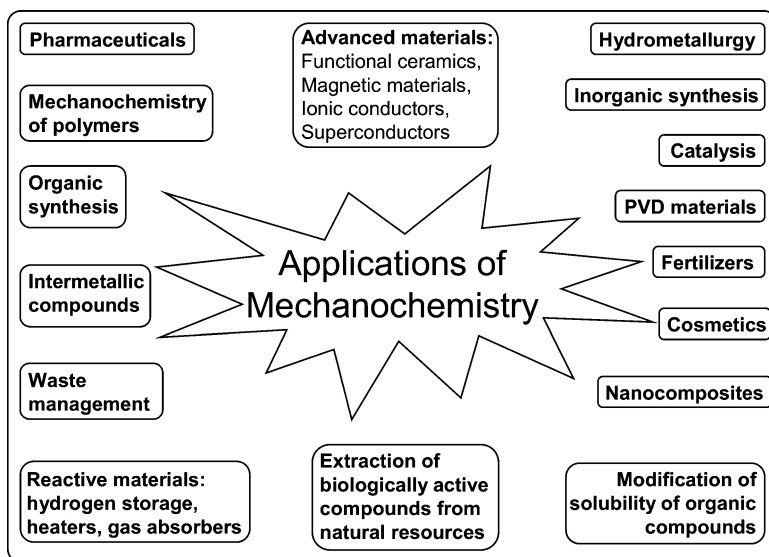 Pharmaceuticals
Mechanochemistry
of polymers
Organic
synthesis
Intermetallic
compounds
Waste
management
Reactive materials:
hydrogen storage,
heaters, gas absorbers
Advanced materials:
Functional ceramics,
Magnetic materials,
Ionic conductors,
Superconductors
Applications of
Mechanochemistry
Extraction of
biologically active
compounds from
natural resources
Hydrometallurgy
Inorganic synthesis
Catalysis
PVD materials
Fertilizers
Cosmetics
Nanocomposites
Modification of
solubility of organic
compounds